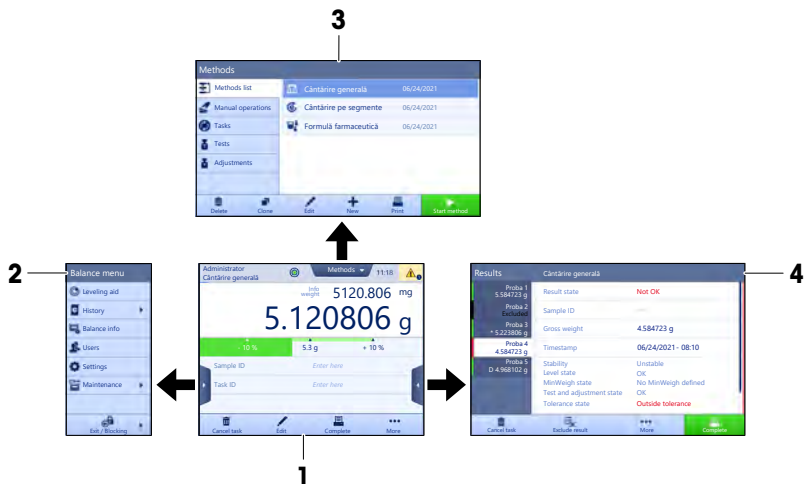 3
Methods
Methods list
Manual operations
Tasks
Tests
Adjustments
Cântărire generală 06/24/2021
Cântărire pe segmente 06/24/2021
Formulă farmaceutică 06/24/2021
Delete Clone Edit New Print Start method
2
Balance menu
Leveling aid
History
Balance info
Users
Settings
Maintenance
Exit / Blocking
Administrator
Cântărire generală
Methods
11:18
Info weight 5120.806 mg
5.120806 g
- 10 % 5.3 g + 10 %
Sample ID Enter here
Task ID Enter here
Cancel task Edit Complete More
1
4
Results Cântărire generală
Proba 1
5.584723 g
Proba 2
Excluded
Proba 3
* 5.223806 g
Proba 4
4.584723 g
Proba 5
D 4.968102 g
Result state Not OK
Sample ID
Gross weight 4.584723 g
Timestamp 06/24/2021 - 08:10
Stability Unstable
Level state OK
MinWeigh state No MinWeigh defined
Test and adjustment state OK
Tolerance state Outside tolerance
Cancel task Exclude result More Complete